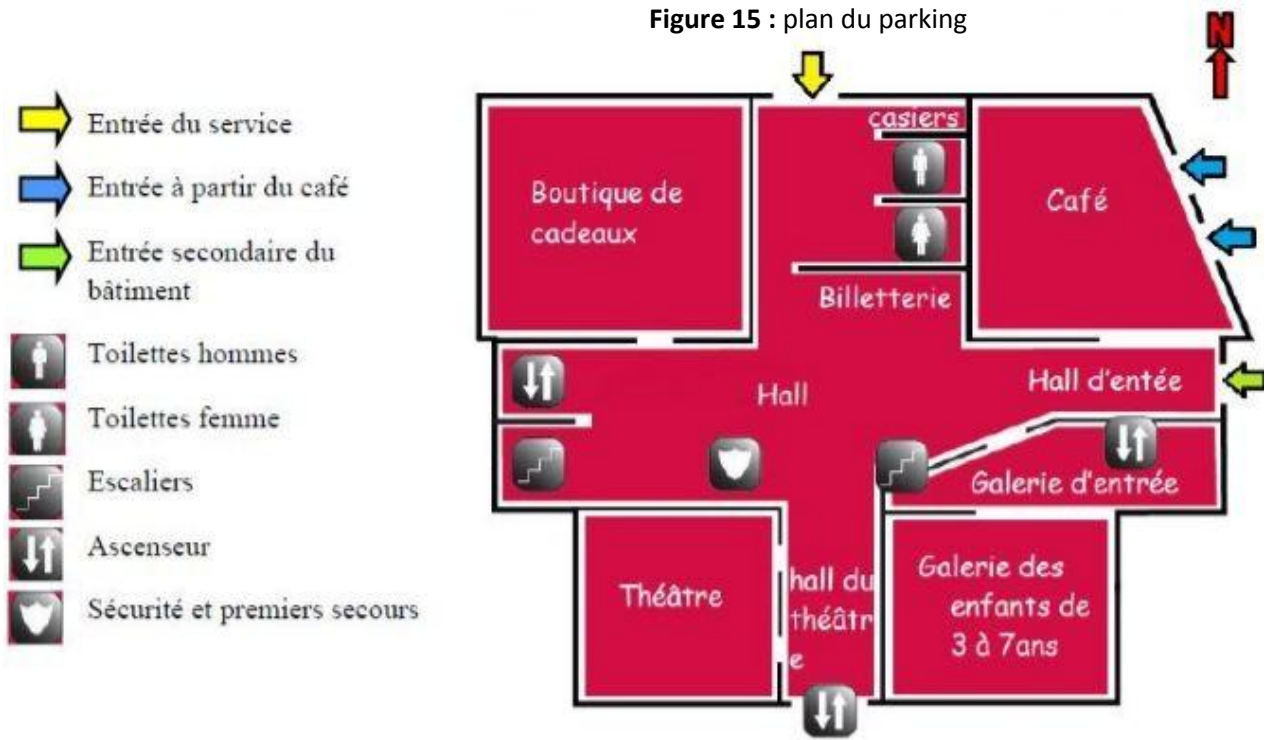 Figure 15 : plan du parking
N
Entrée du service
Entrée à partir du café
Entrée secondaire du
bâtiment
Toilettes hommes
Toilettes femme
Escaliers
Ascenseur
Sécurité et premiers secours
casiers
Boutique de
cadeaux
Café
Billetterie
Hall
Hall d'entée
Galerie d'entrée
Théâtre
hall du
théâtr
e
Galerie des
enfants de
3 à 7ans